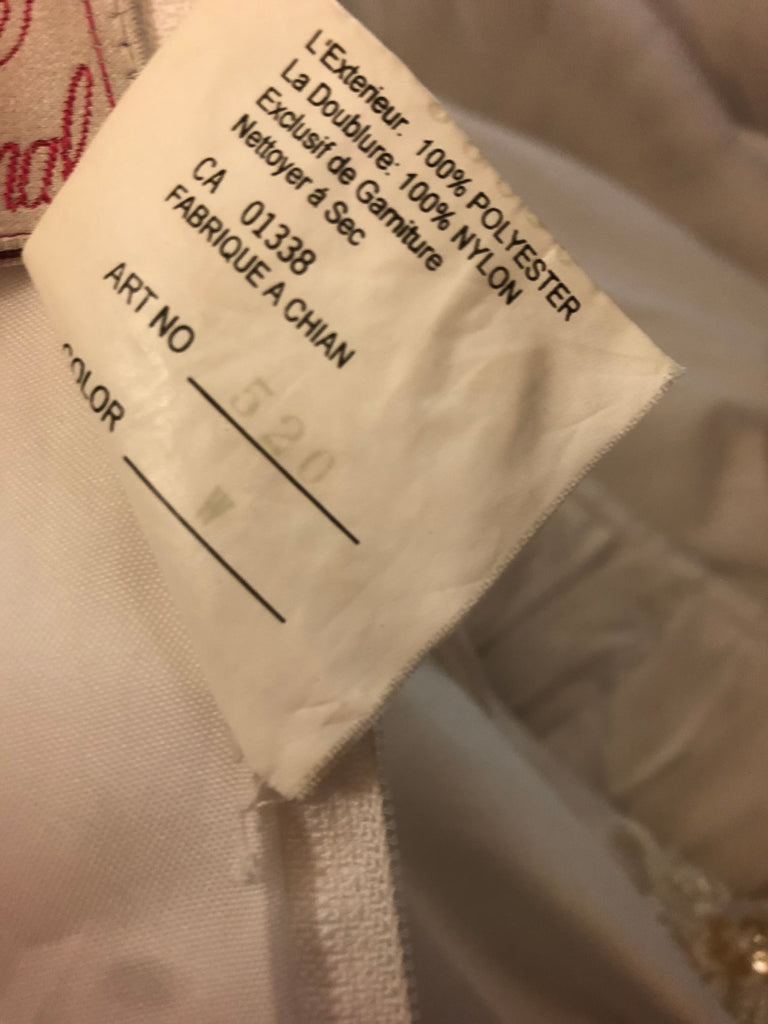 L'Exterieur. 100% POLYESTER
La Doublure: 100% NYLON
Exclusif de Garniture
Nettoyer á Sec
CA 01338
FABRIQUE A CHIAN
ART NO 520
OLOR W